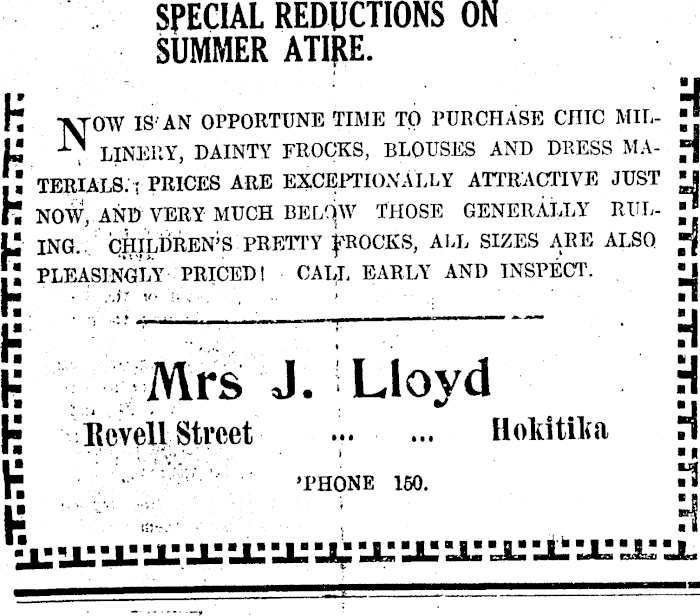 SPECIAL REDUCTIONS ON
SUMMER ATIRE.
NOW IS AN OPPORTUNE TIME TO PURCHASE CHIC MIL-
LINERY, DAINTY FROCKS, BLOUSES AND DRESS MA-
TERIALS. PRICES ARE EXCEPTIONALLY ATTRACTIVE JUST
NOW, AND VERY MUCH BELOW THOSE GENERALLY RUL-
ING. CHILDREN'S PRETTY FROCKS, ALL SIZES ARE ALSO
PLEASINGLY PRICED! CALL EARLY AND INSPECT.
Mrs J. Lloyd
Revell Street ... ... Hokitika
'PHONE 150.